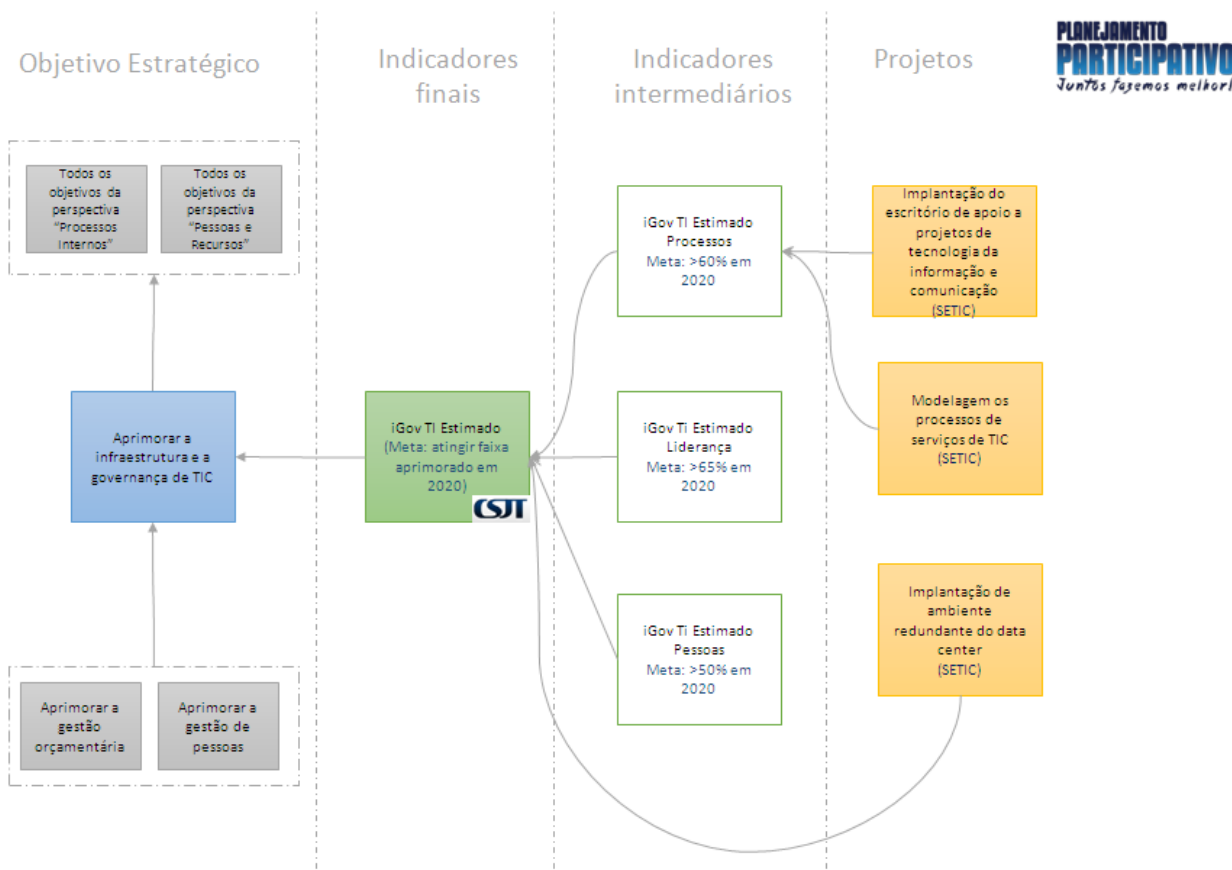 PLANEJAMENTO
PARTICIPATIVO
Juntos fazemos melhor!
Objetivo Estratégico
Indicadores
finais
Indicadores
intermediários
Projetos
Todos os
objetivos da
perspectiva
“Processos
Internos”
Todos os
objetivos da
perspectiva
“Pessoas e
Recursos”
Aprimorar a
infraestrutura e a
governança de TIC
Aprimorar a
gestão
orçamentária
Aprimorar a
gestão de
pessoas
iGov TI Estimado
(Meta: atingir faixa
aprimorado em
2020)
CSJT
iGov TI Estimado
Processos
Meta: >60% em
2020
iGov TI Estimado
Liderança
Meta: >65% em
2020
iGov Ti Estimado
Pessoas
Meta: >50% em
2020
Implantação do
escritório de apoio a
projetos de
tecnologia da
informação e
comunicação
(SETIC)
Modelagem os
processos de
serviços de TIC
(SETIC)
Implantação de
ambiente
redundante do data
center
(SETIC)